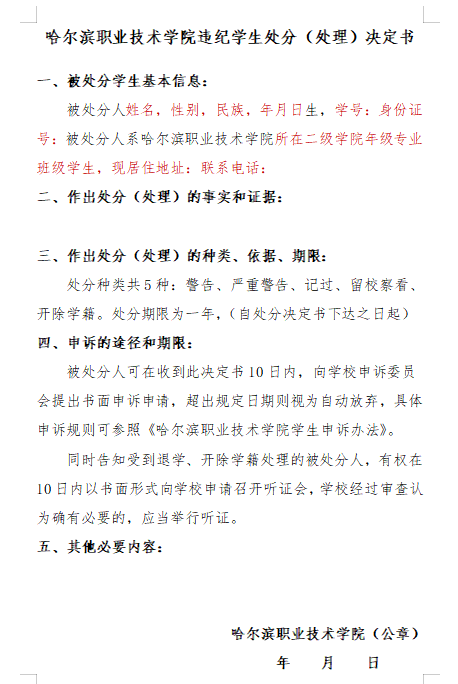 哈尔滨职业技术学院违纪学生处分（处理）决定书
一、被处分学生基本信息：
被处分人姓名，性别，民族，年月日生，学号：身份证
号：被处分人系哈尔滨职业技术学院所在二级学院年级专业
班级学生，现居住地址：联系电话：
二、作出处分（处理）的事实和证据：
三、作出处分（处理）的种类、依据、期限：
处分种类共5种：警告、严重警告、记过、留校察看、
开除学籍。处分期限为一年，（自处分决定书下达之日起）
四、申诉的途径和期限：
被处分人可在收到此决定书10日内，向学校申诉委员
会提出书面申诉申请，超出规定日期则视为自动放弃，具体
申诉规则可参照《哈尔滨职业技术学院学生申诉办法》。
同时告知受到退学、开除学籍处理的被处分人，有权在
10日内以书面形式向学校申请召开听证会，学校经过审查认
为确有必要的，应当举行听证。
五、其他必要内容：
哈尔滨职业技术学院（公章）
年 月 日